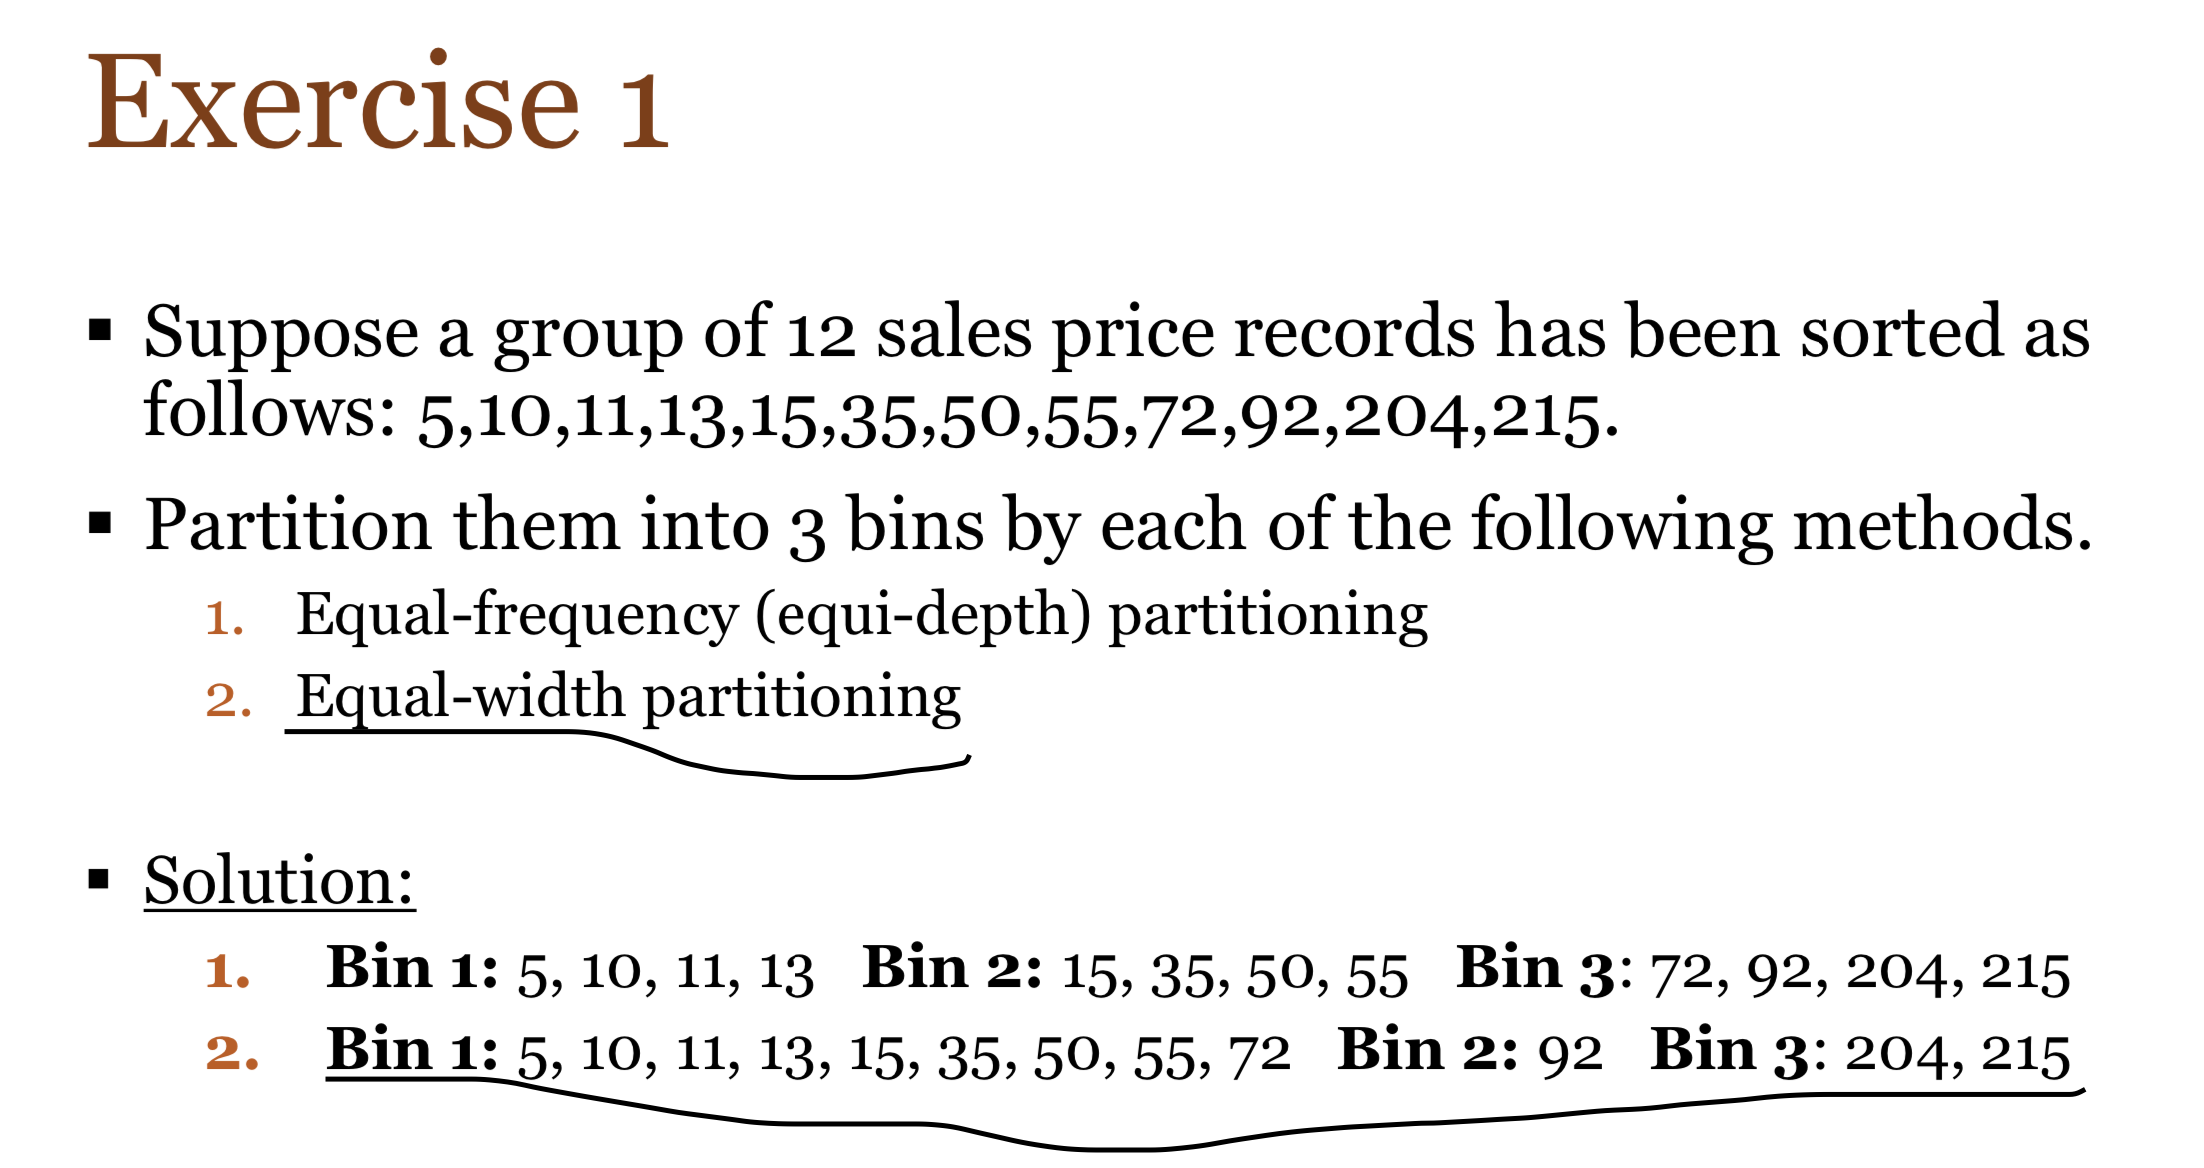 Exercise 1
▪ Suppose a group of 12 sales price records has been sorted as
follows: 5,10,11,13,15,35,50,55,72,92,204,215.
▪ Partition them into 3 bins by each of the following methods.
1. Equal-frequency (equi-depth) partitioning
2. Equal-width partitioning
▪ Solution:
1. Bin 1: 5, 10, 11, 13 Bin 2: 15, 35, 50, 55 Bin 3: 72, 92, 204, 215
2. Bin 1: 5, 10, 11, 13, 15, 35, 50, 55, 72 Bin 2: 92 Bin 3: 204, 215